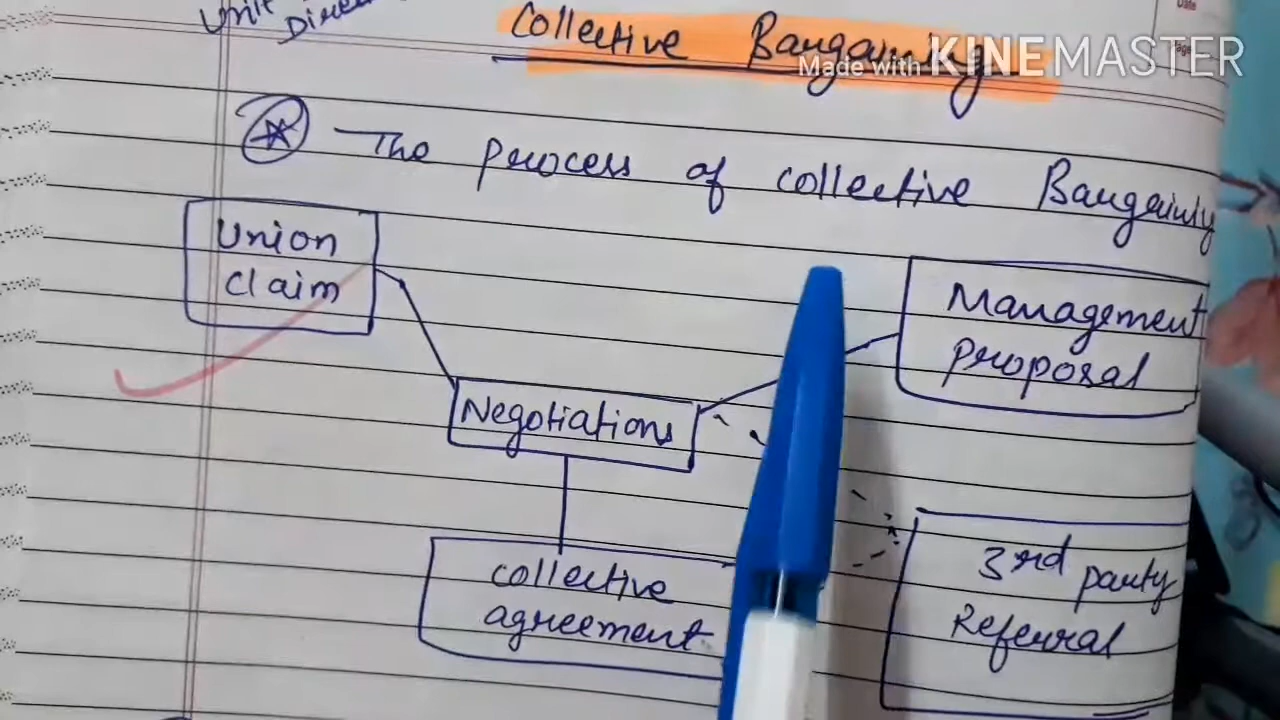 Unit
Collective Bargaining
Made with KINEMASTER
The process of collective Bargaining
Union
claim
Management
proposal
Negotiations
collective
agreement
3rd party
Referral